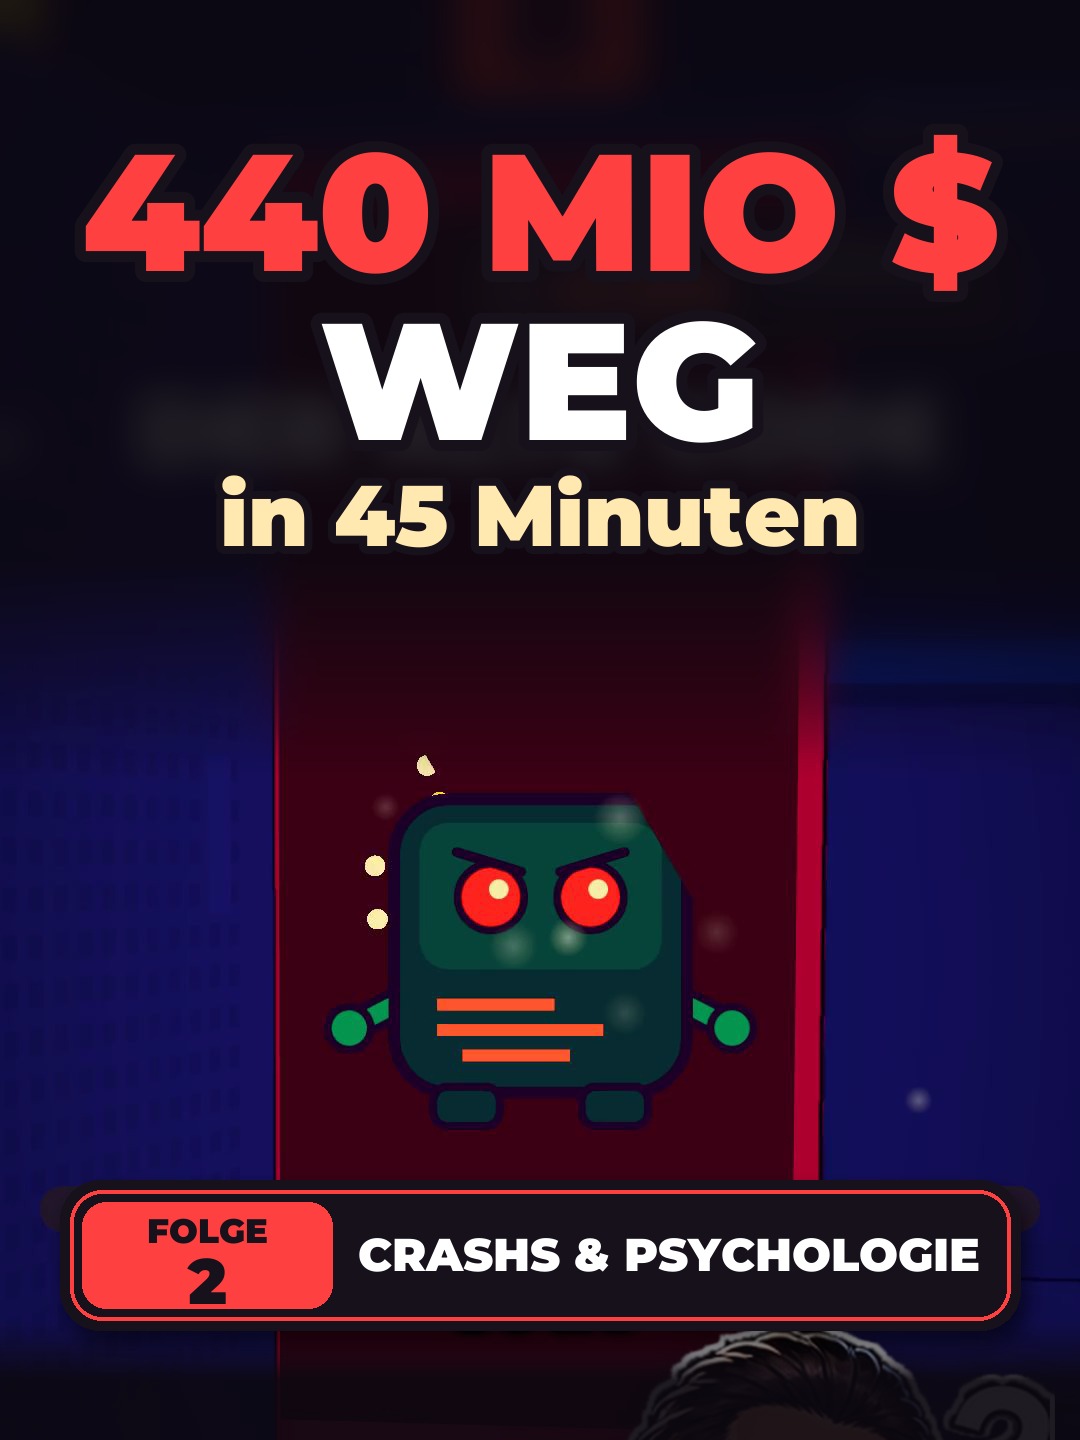 440 MIO $
WEG
in 45 Minuten
FOLGE
2
CRASHS & PSYCHOLOGIE